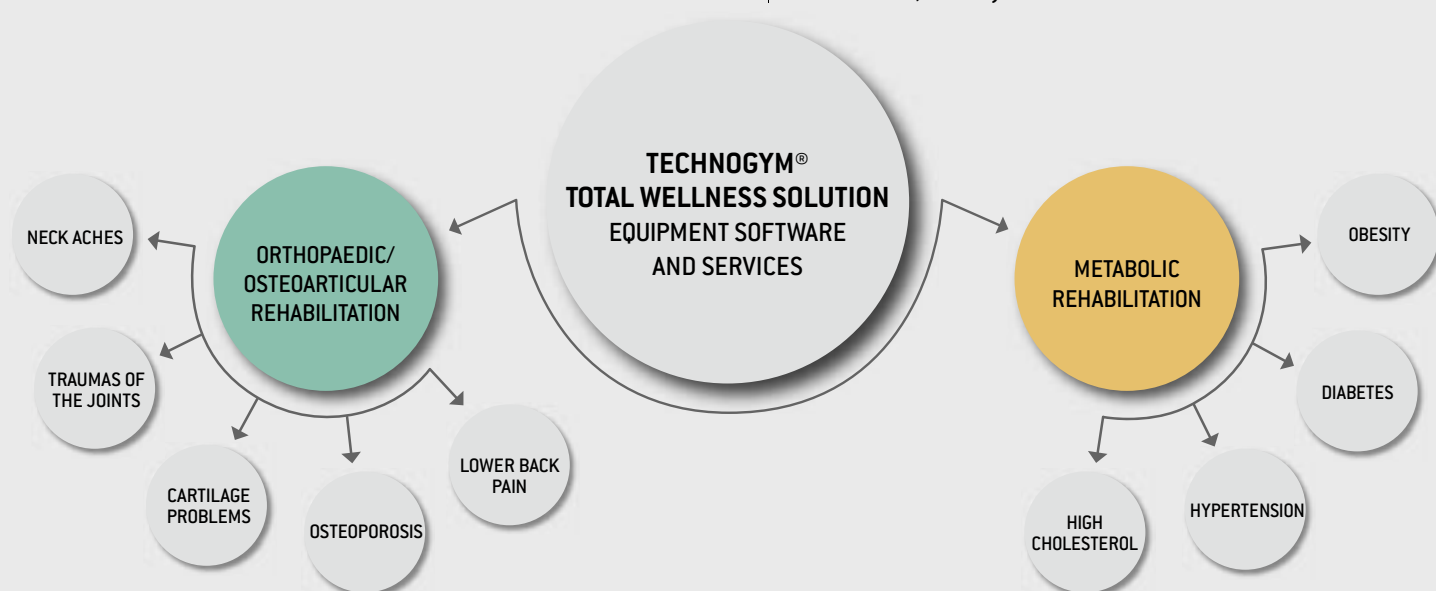 TECHNOGYM®
TOTAL WELLNESS SOLUTION
EQUIPMENT SOFTWARE
AND SERVICES
ORTHOPAEDIC/
OSTEOARTICULAR
REHABILITATION
NECK ACHES
TRAUMAS OF
THE JOINTS
CARTILAGE
PROBLEMS
OSTEOPOROSIS
LOWER BACK
PAIN
METABOLIC
REHABILITATION
OBESITY
DIABETES
HYPERTENSION
HIGH
CHOLESTEROL